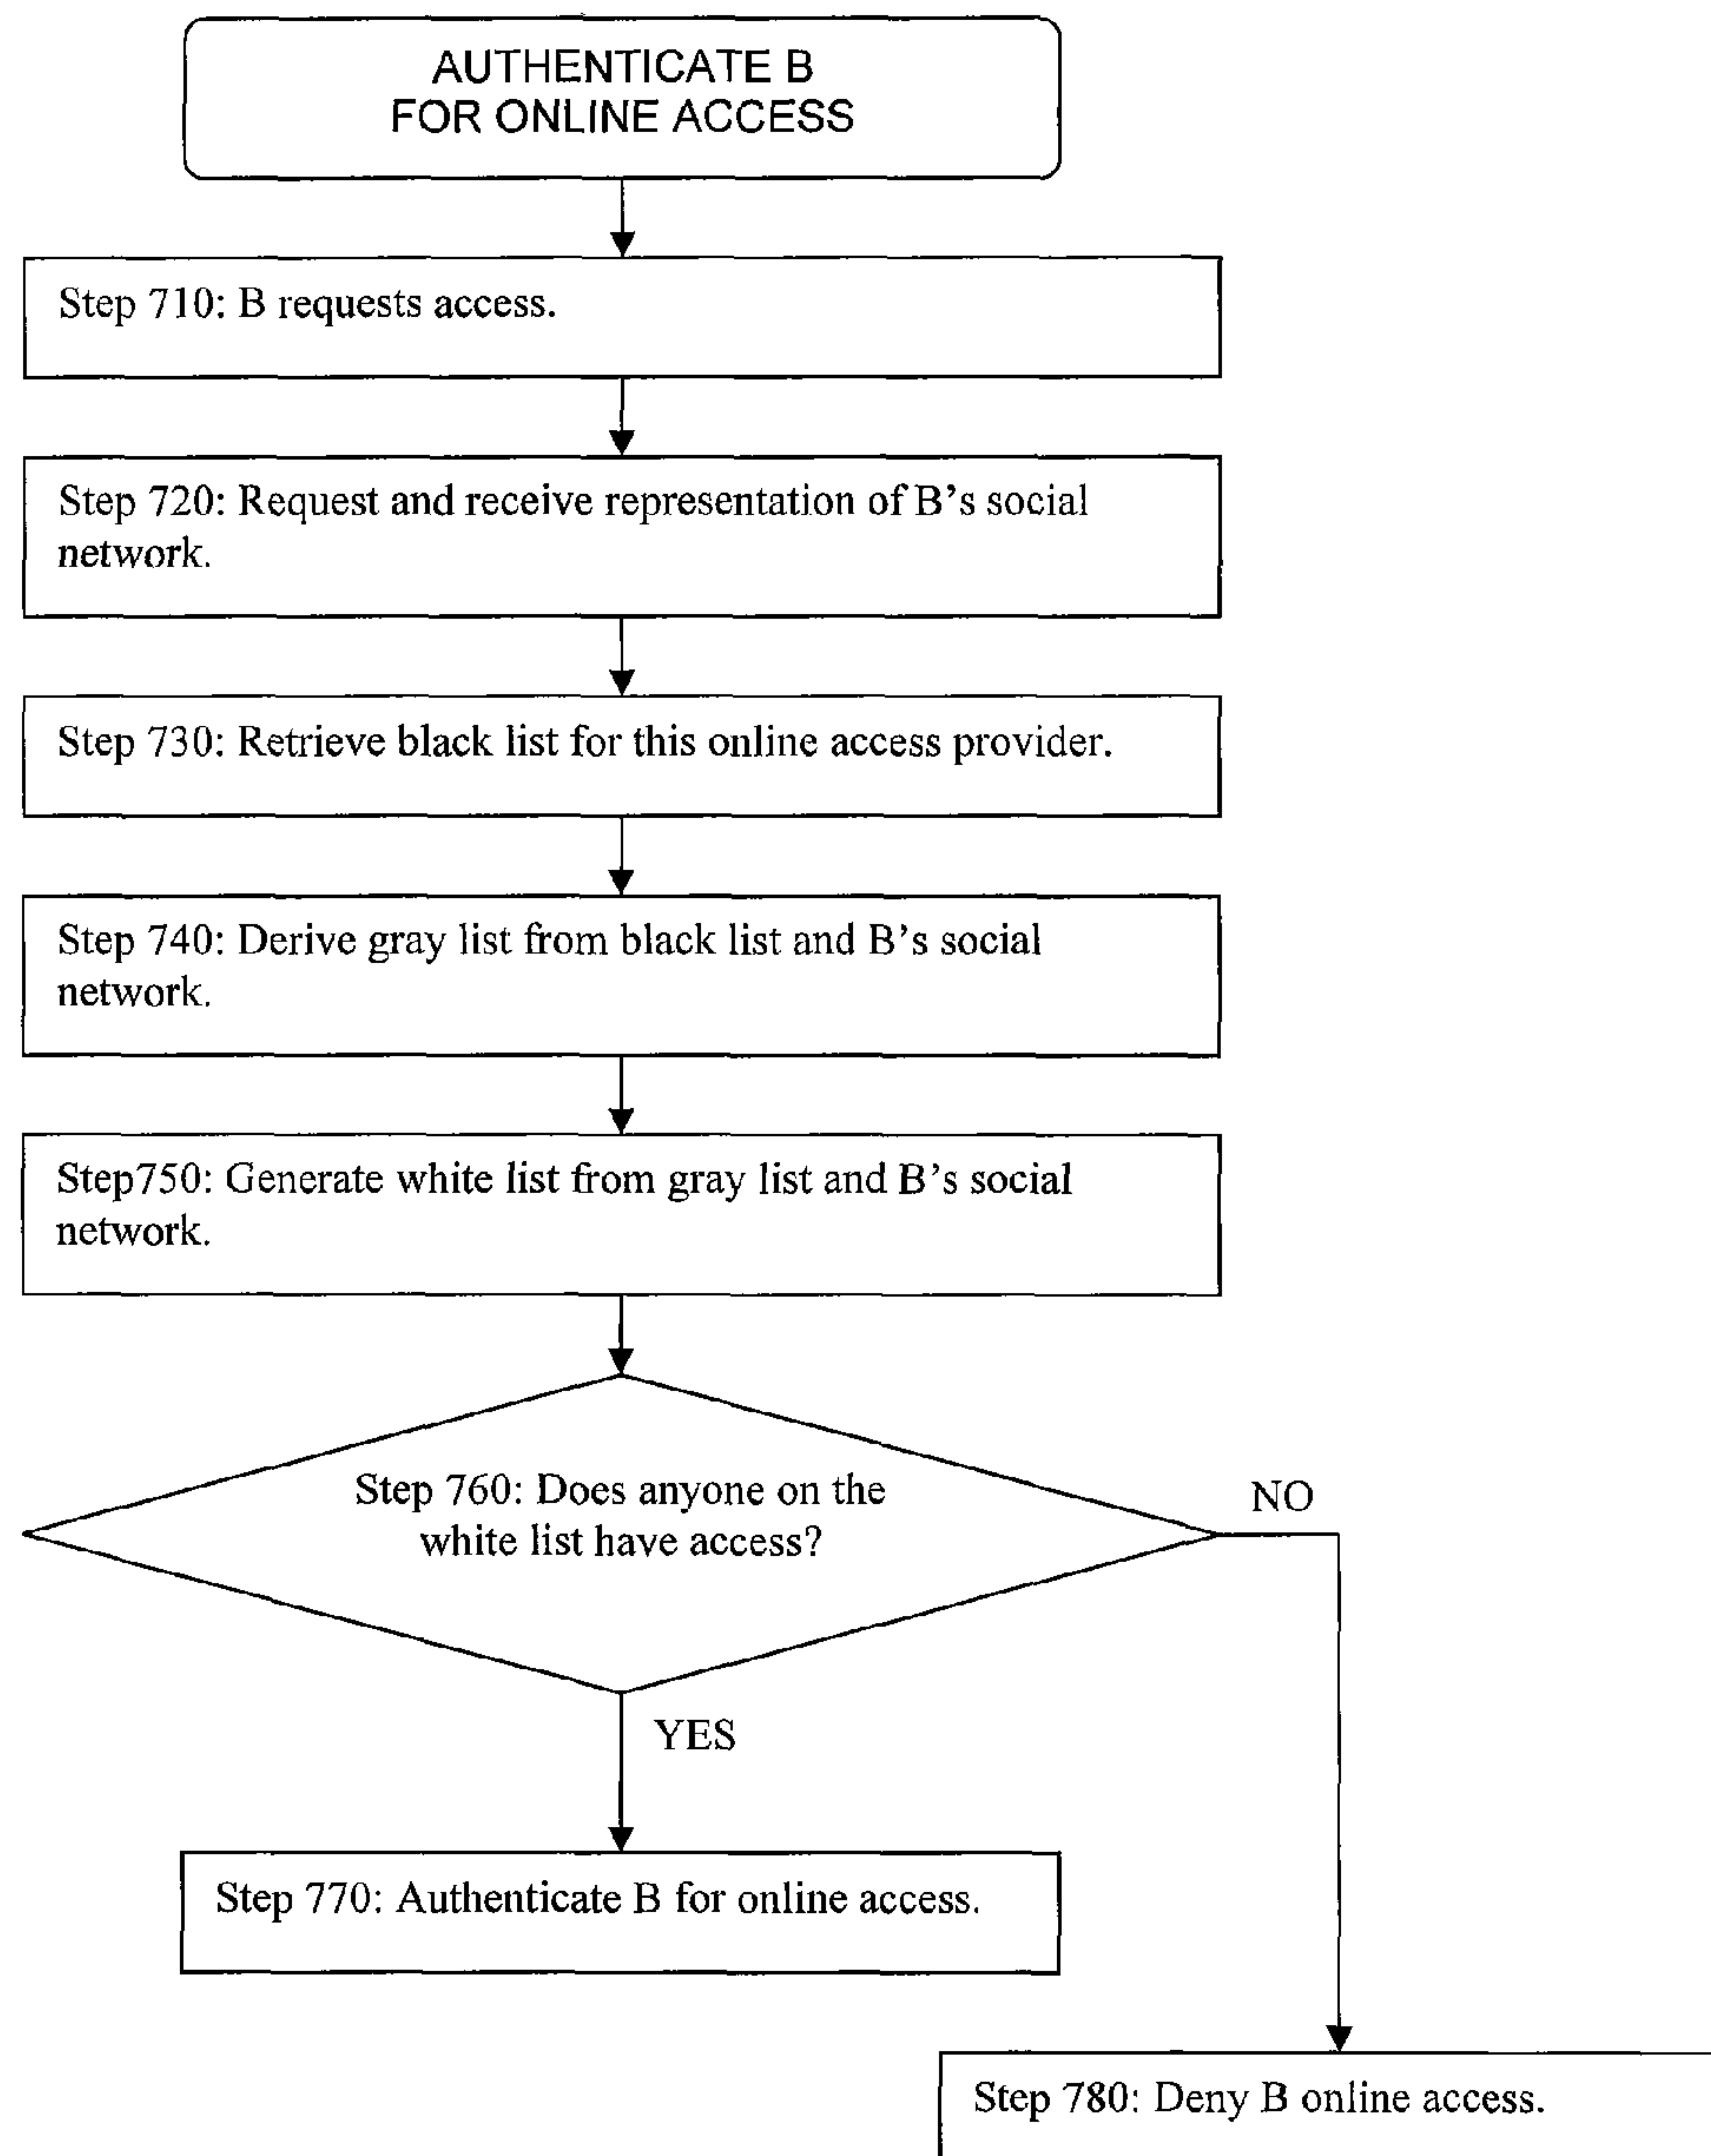 AUTHENTICATE B
FOR ONLINE ACCESS
Step 710: B requests access.
Step 720: Request and receive representation of B's social
network.
Step 730: Retrieve black list for this online access provider.
Step 740: Derive gray list from black list and B's social
network.
Step750: Generate white list from gray list and B's social
network.
Step 760: Does anyone on the
white list have access?
NO
YES
Step 770: Authenticate B for online access.
Step 780: Deny B online access.